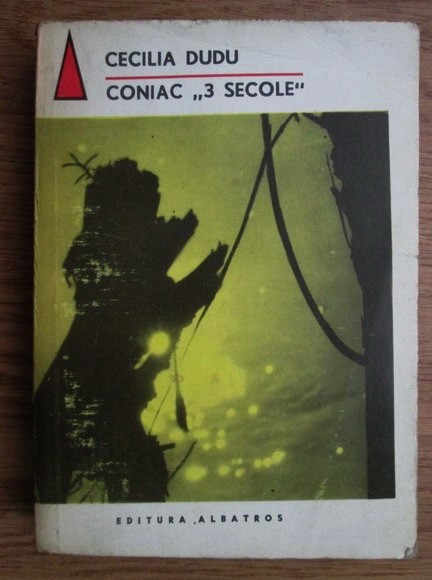 CECILIA DUDU
CONIAC „3 SECOLE“
EDITURA ALBATROS